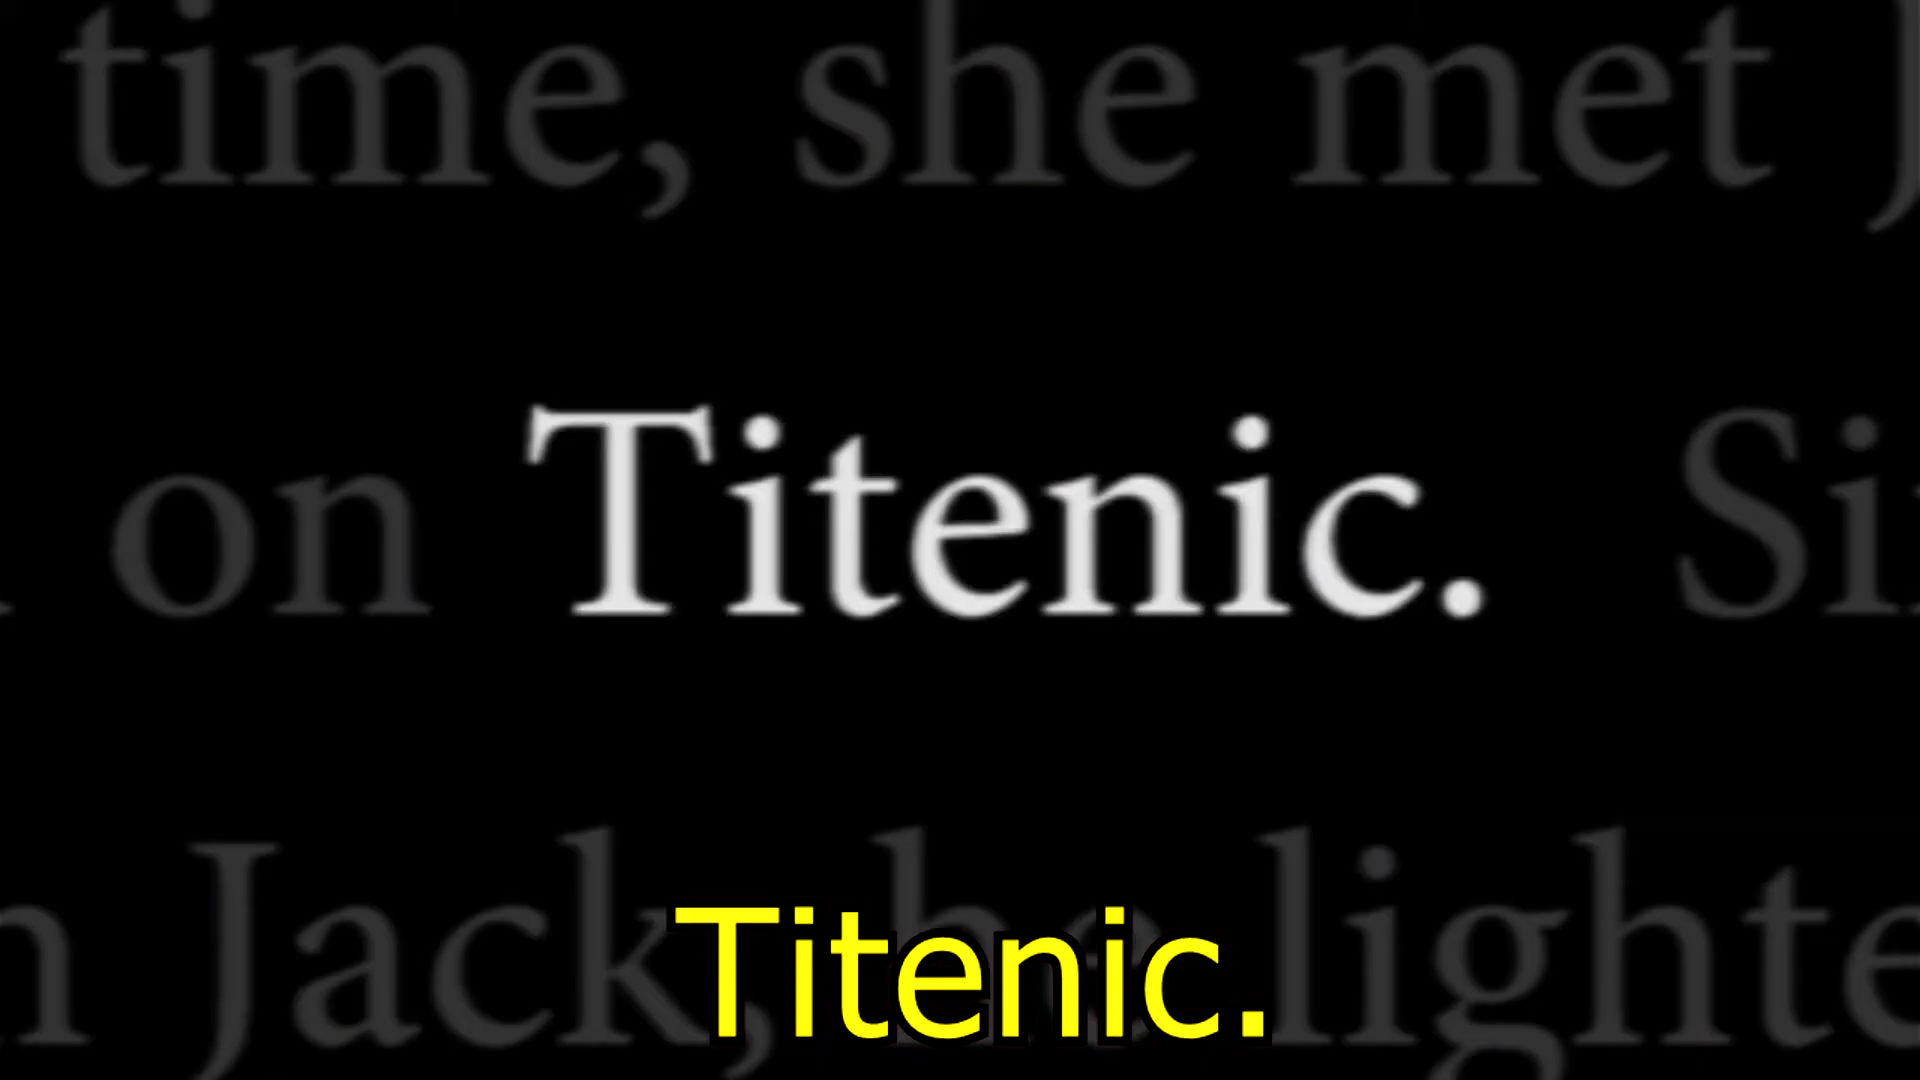 time, she met J
on Titenic. Si
n Jack, he lighte
Titenic.